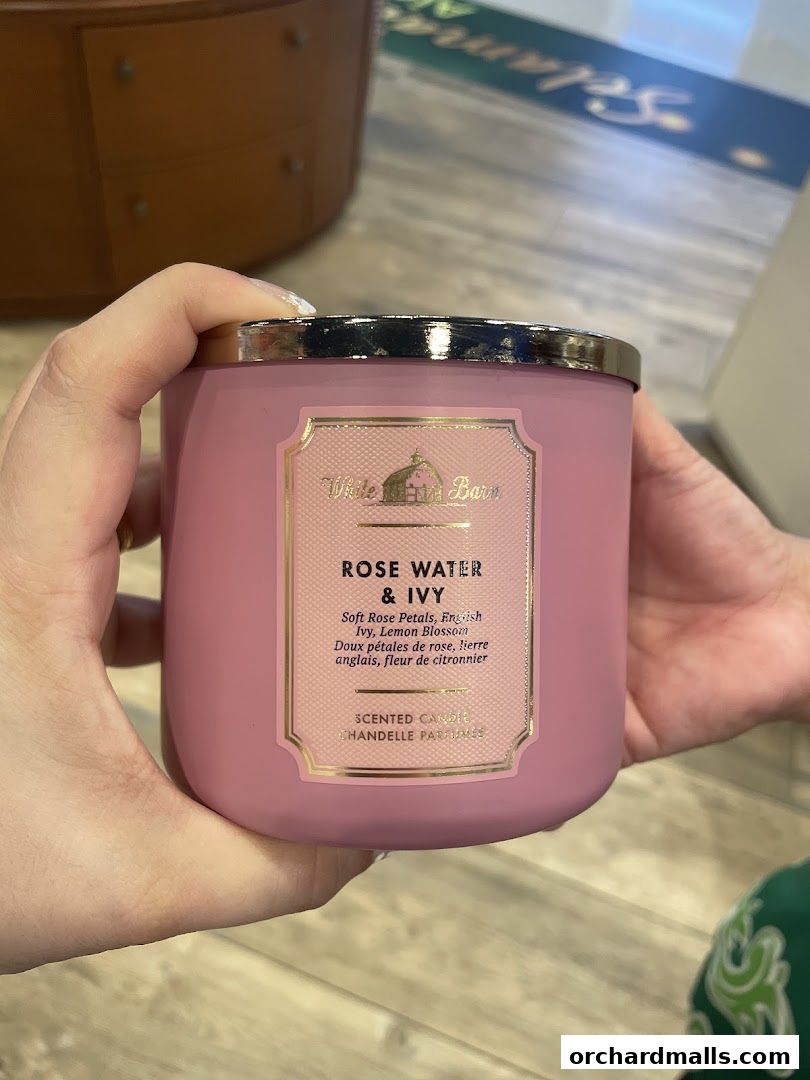 Selamat
White Barn
ROSE WATER
& IVY
Soft Rose Petals, English
Ivy, Lemon Blossom
Doux pétales de rose, lierre
anglais, fleur de citronnier
SCENTED CANDLE
CHANDELLE PARFUMÉE
orchardmalls.com